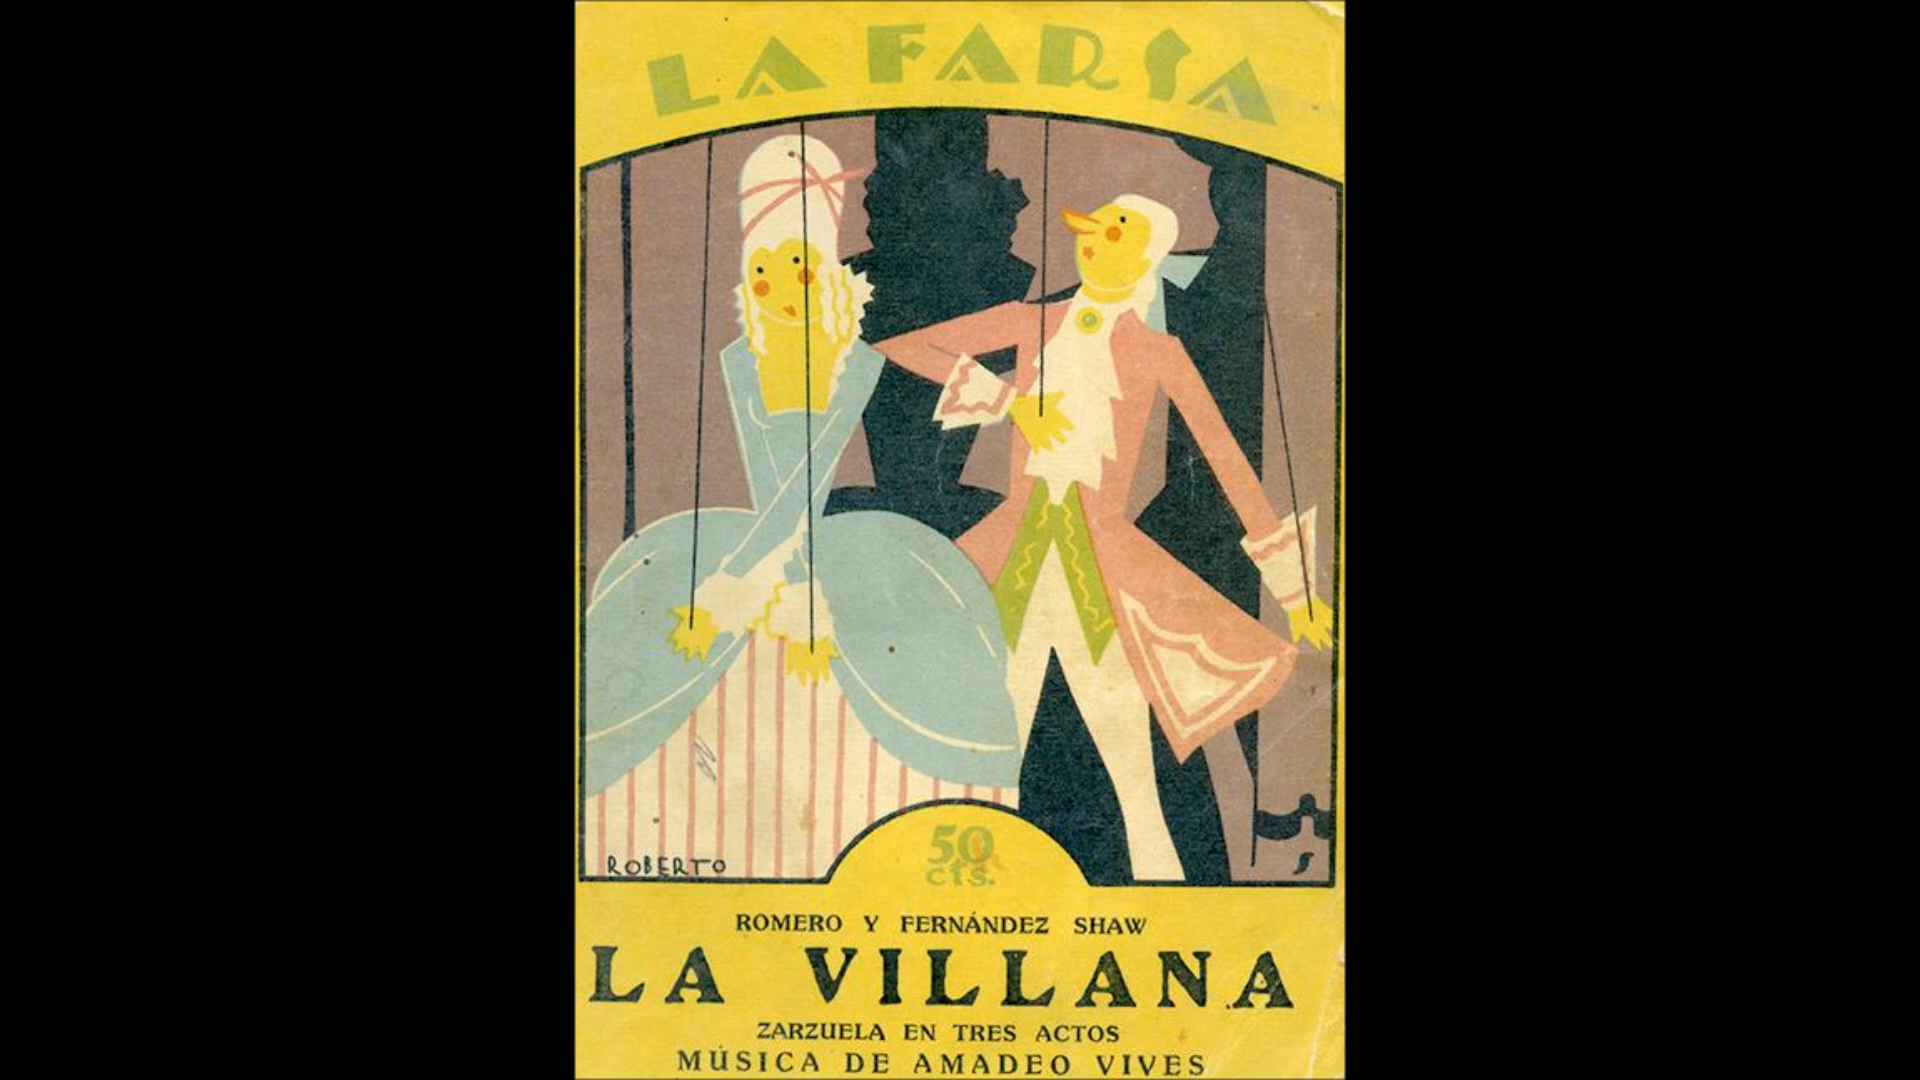 LA FARSA
ROBERTO
50
cts.
ROMERO Y FERNÁNDEZ SHAW
LA VILLANA
ZARZUELA EN TRES ACTOS
MÚSICA DE AMADEO VIVES